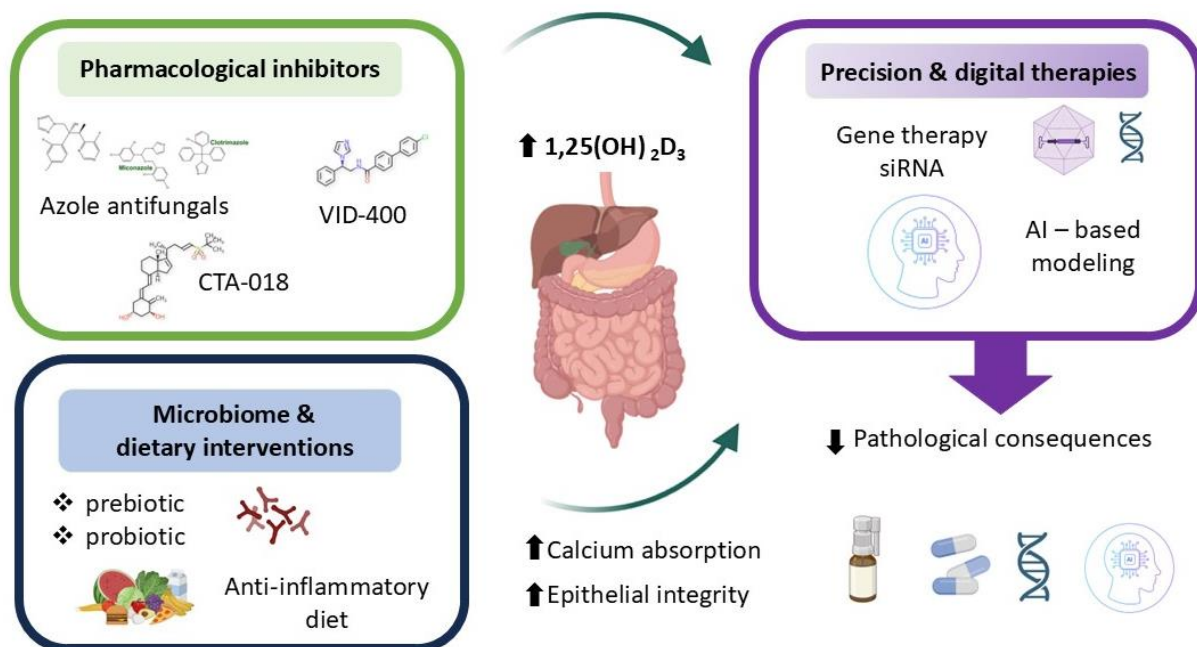 Pharmacological inhibitors
Clotrimazole
Miconazole
Azole antifungals
VID-400
CTA-018
Microbiome &
dietary interventions
❖ prebiotic
❖ probiotic
Anti-inflammatory
diet
⬆ 1,25(OH) ₂D₃
⬆ Calcium absorption
⬆ Epithelial integrity
Precision & digital therapies
Gene therapy
siRNA
AI
AI – based
modeling
⬇ Pathological consequences
AI